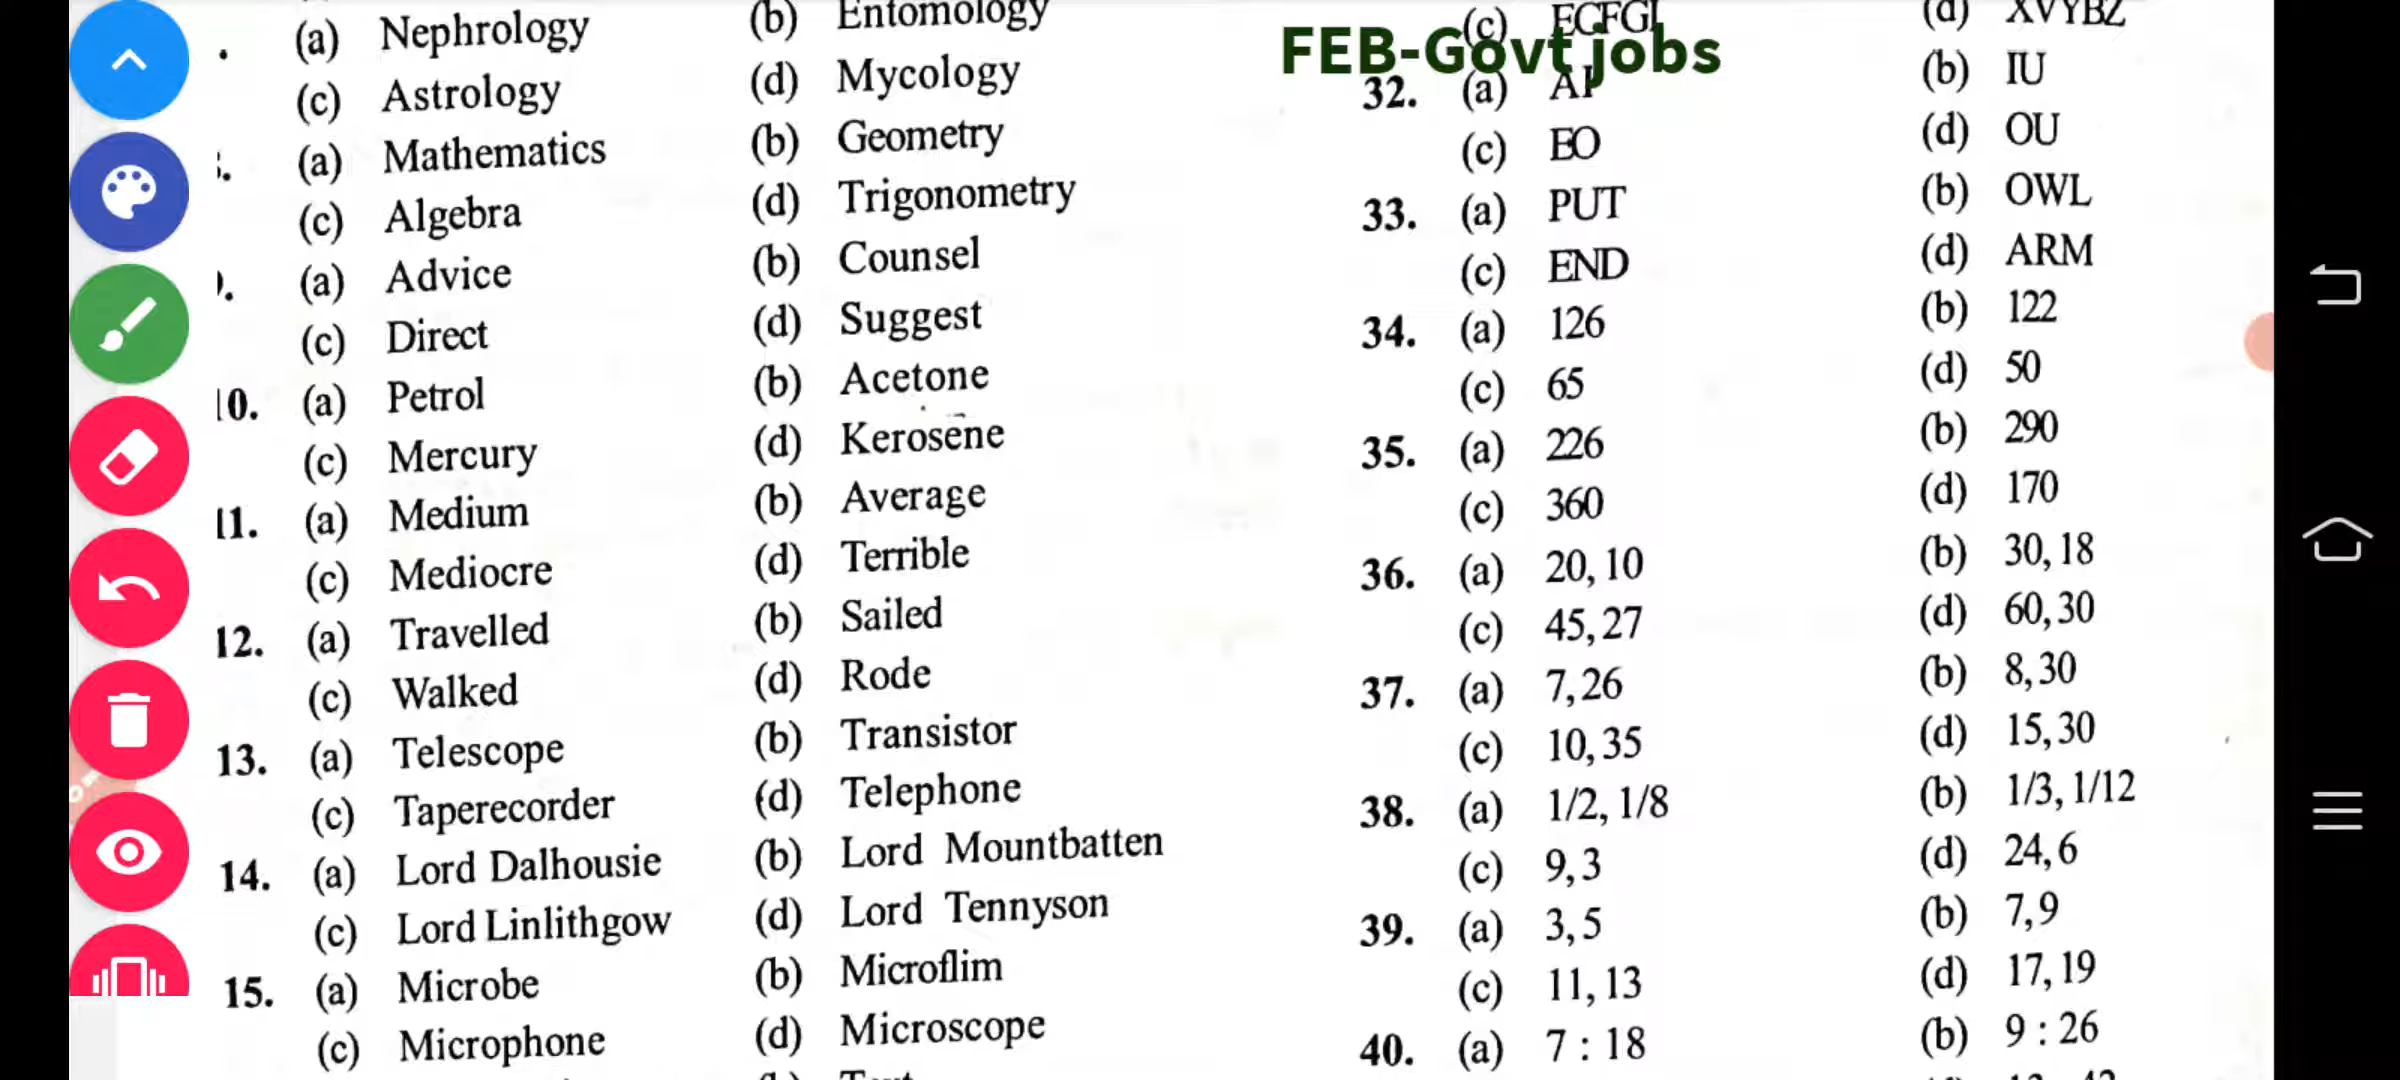 (a) Nephrology (b) Entomology
(c) Astrology (d) Mycology
(a) Mathematics (b) Geometry
(c) Algebra (d) Trigonometry
(a) Advice (b) Counsel
(c) Direct (d) Suggest
10. (a) Petrol (b) Acetone
(c) Mercury (d) Kerosene
11. (a) Medium (b) Average
(c) Mediocre (d) Terrible
12. (a) Travelled (b) Sailed
(c) Walked (d) Rode
13. (a) Telescope (b) Transistor
(c) Taperecorder (d) Telephone
14. (a) Lord Dalhousie (b) Lord Mountbatten
(c) Lord Linlithgow (d) Lord Tennyson
15. (a) Microbe (b) Microflim
(c) Microphone (d) Microscope
FEB-Govt jobs
(c) (d) XVYBZ
32. (a) (b) IU
(c) EO (d) OU
33. (a) PUT (b) OWL
(c) END (d) ARM
34. (a) 126 (b) 122
(c) 65 (d) 50
35. (a) 226 (b) 290
(c) 360 (d) 170
36. (a) 20, 10 (b) 30, 18
(c) 45, 27 (d) 60, 30
37. (a) 7, 26 (b) 8, 30
(c) 10, 35 (d) 15, 30
38. (a) 1/2, 1/8 (b) 1/3, 1/12
(c) 9, 3 (d) 24, 6
39. (a) 3, 5 (b) 7, 9
(c) 11, 13 (d) 17, 19
40. (a) 7 : 18 (b) 9 : 26